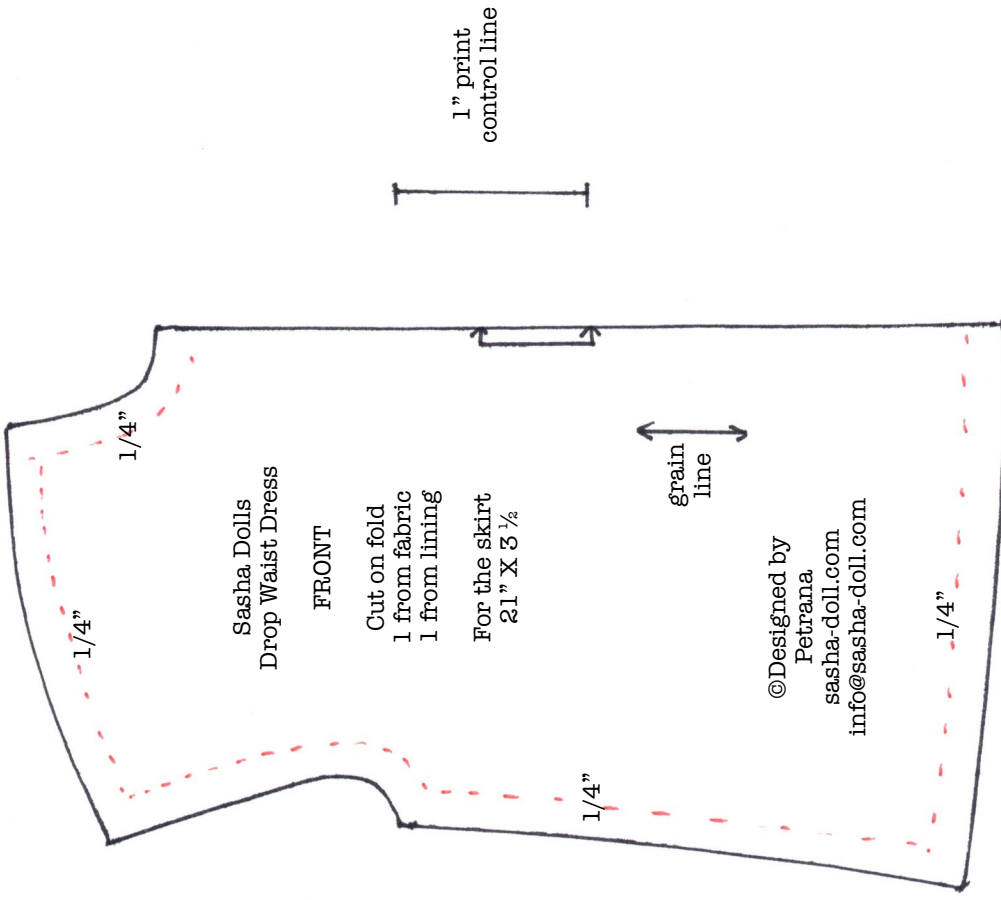 1" print
control line
1/4"
Sasha Dolls
Drop Waist Dress
FRONT
Cut on fold
1 from fabric
1 from lining
For the skirt
21" X 3 ½
1/4"
grain
line
©Designed by
Petrana
sasha-doll.com
info@sasha-doll.com
1/4"
1/4"